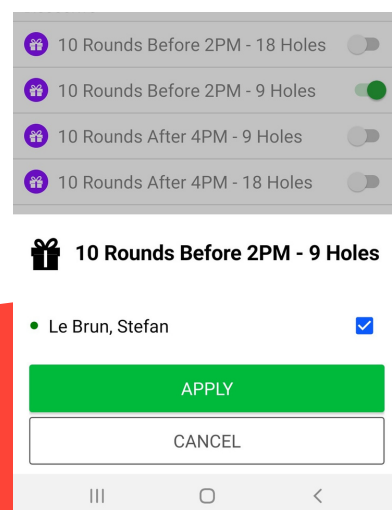 10 Rounds Before 2PM - 18 Holes
10 Rounds Before 2PM - 9 Holes
10 Rounds After 4PM - 9 Holes
10 Rounds After 4PM - 18 Holes
10 Rounds Before 2PM - 9 Holes
Le Brun, Stefan
APPLY
CANCEL